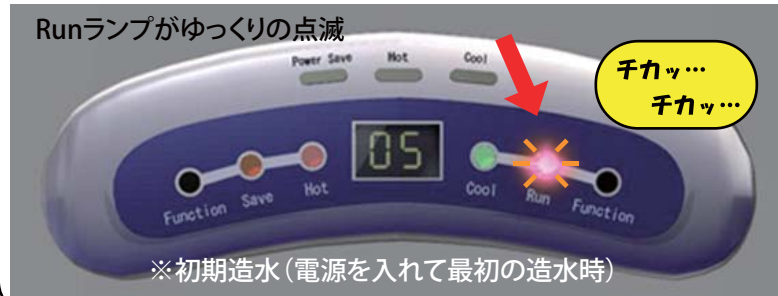 Runランプがゆっくりの点滅
Power Save Hot Cool
チカッ…
チカッ…
05
Function Save Hot Cool Run Function
※初期造水（電源を入れて最初の造水時）